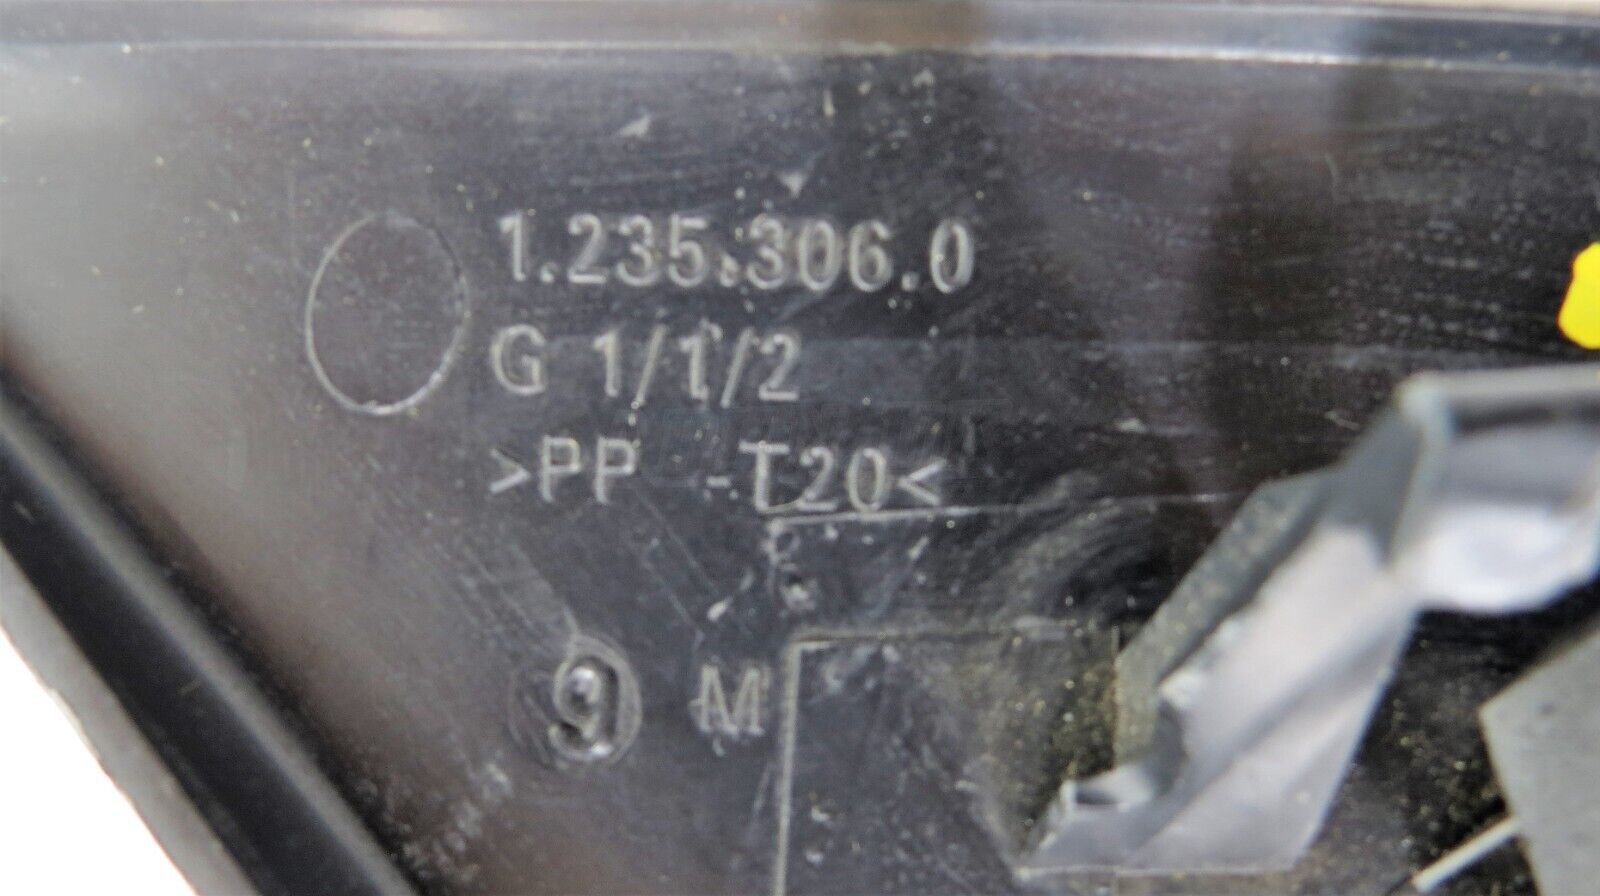 1.235.306.0
G 1/1/2
>PP -T20<
9 M